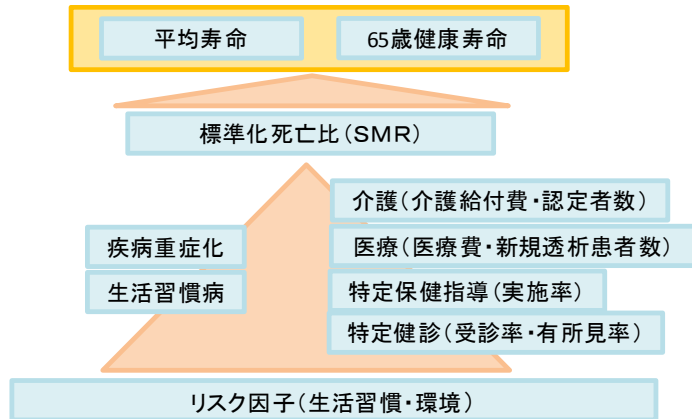 平均寿命
65歳健康寿命
標準化死亡比(SMR)
介護(介護給付費・認定者数)
疾病重症化
医療(医療費・新規透析患者数)
生活習慣病
特定保健指導(実施率)
特定健診(受診率・有所見率)
リスク因子(生活習慣・環境)